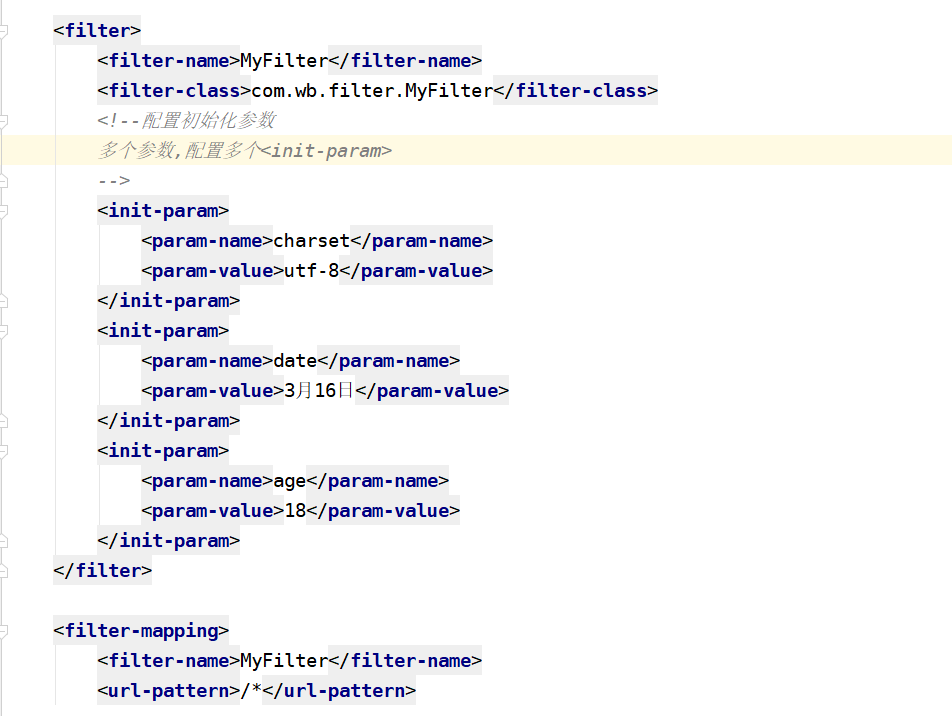 <filter>
<filter-name>MyFilter</filter-name>
<filter-class>com.wb.filter.MyFilter</filter-class>
<!--配置初始化参数
多个参数,配置多个<init-param>
-->
<init-param>
<param-name>charset</param-name>
<param-value>utf-8</param-value>
</init-param>
<init-param>
<param-name>date</param-name>
<param-value>3月16日</param-value>
</init-param>
<init-param>
<param-name>age</param-name>
<param-value>18</param-value>
</init-param>
</filter>
<filter-mapping>
<filter-name>MyFilter</filter-name>
<url-pattern>/*</url-pattern>